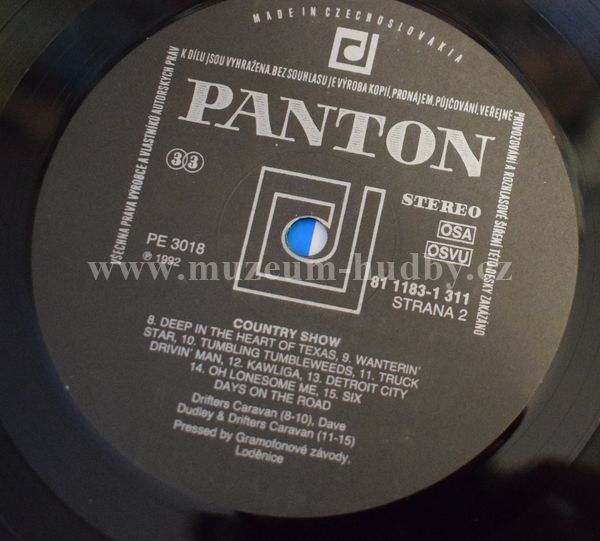 MADE IN CZECHOSLOVAKIA
VŠECHNA PRÁVA VÝROBCE A VLASTNÍKŮ AUTORSKÝCH PRÁV K DÍLU JSOU VYHRAŽENA. BEZ SOUHLASU JE VÝROBA KOPIÍ, PRONÁJEM, PŮJČOVÁNÍ, VEŘEJNÉ PROVOZOVÁNÍ A ROZHLASOVÉ ŠÍŘENÍ TÉTO DESKY ZAKÁZÁNO
PANTON
33
STEREO
OSA
OSVU
PE 3018
℗ 1992
www.muzeum-hudby.cz
81 1183-1 311
STRANA 2
COUNTRY SHOW
8. DEEP IN THE HEART OF TEXAS, 9. WANTERIN'
STAR, 10. TUMBLING TUMBLEWEEDS, 11. TRUCK
DRIVIN' MAN, 12. KAWLIGA, 13. DETROIT CITY
14. OH LONESOME ME, 15. SIX
DAYS ON THE ROAD
Drifters Caravan (8-10), Dave
Dudley & Drifters Caravan (11-15)
Pressed by Gramofonové závody,
Loděnice